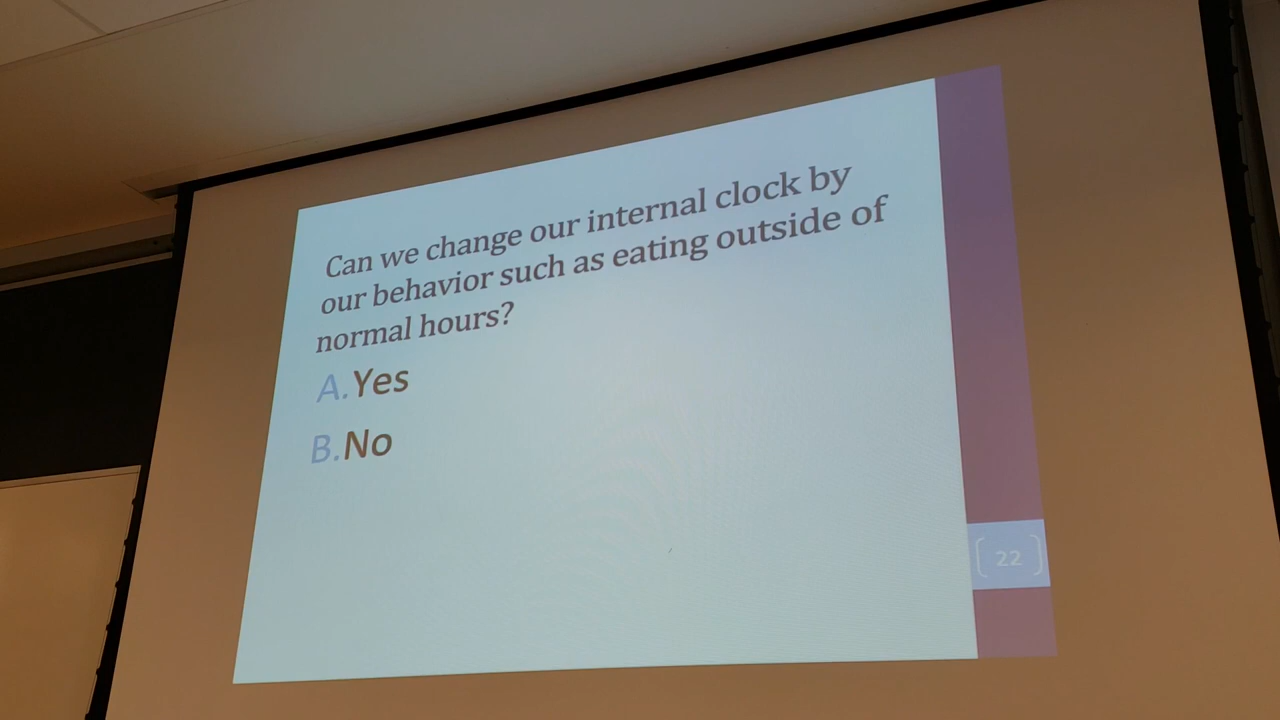 Can we change our internal clock by
our behavior such as eating outside of
normal hours?
A. Yes
B. No
[ 22 ]